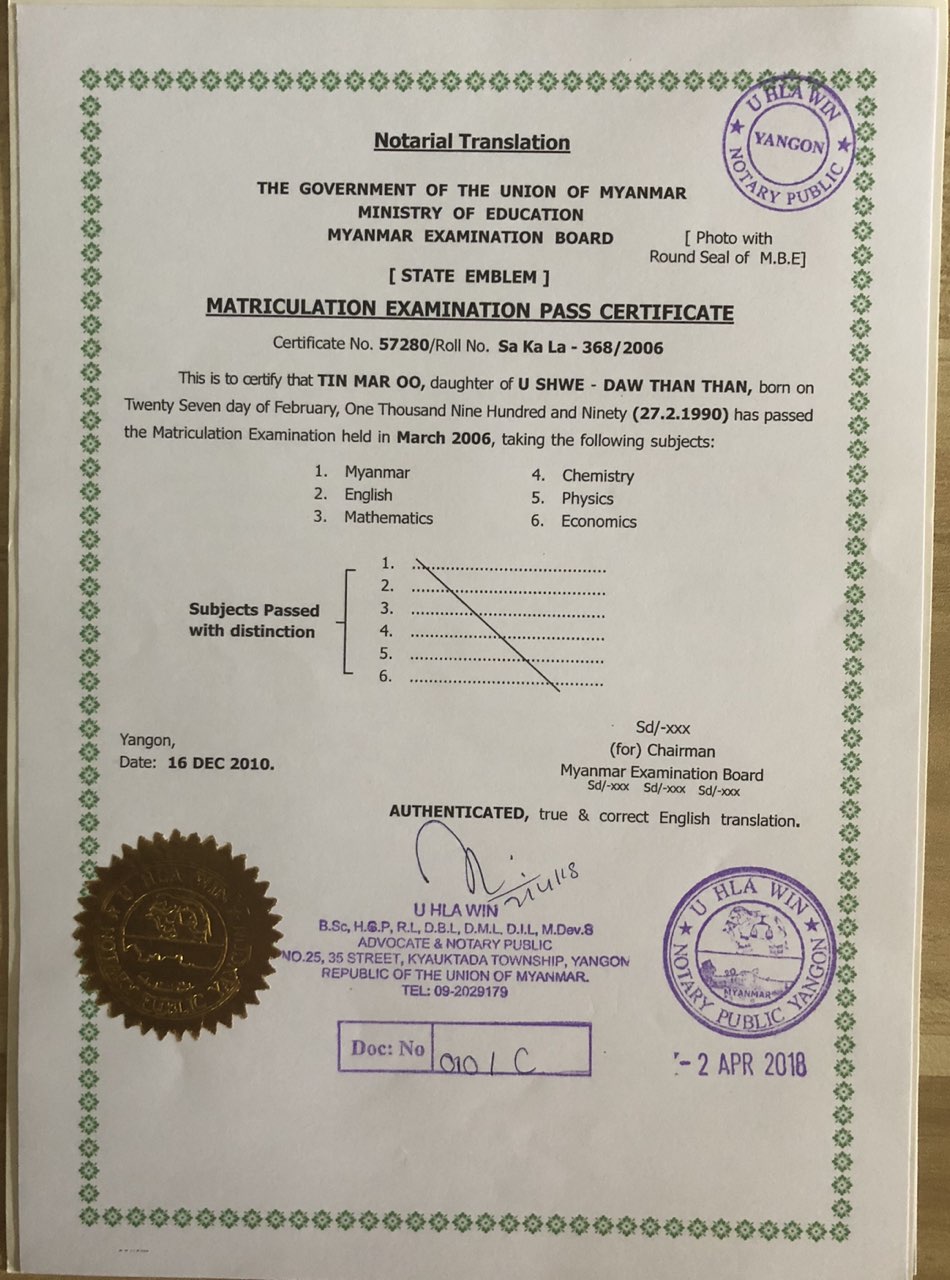 U HLA WIN
YANGON
NOTARY PUBLIC
Notarial Translation
THE GOVERNMENT OF THE UNION OF MYANMAR
MINISTRY OF EDUCATION
MYANMAR EXAMINATION BOARD
[ Photo with
Round Seal of M.B.E]
[ STATE EMBLEM ]
MATRICULATION EXAMINATION PASS CERTIFICATE
Certificate No. 57280/Roll No. Sa Ka La - 368/2006
This is to certify that TIN MAR OO, daughter of U SHWE - DAW THAN THAN, born on
Twenty Seven day of February, One Thousand Nine Hundred and Ninety (27.2.1990) has passed
the Matriculation Examination held in March 2006, taking the following subjects:
1. Myanmar
2. English
3. Mathematics
4. Chemistry
5. Physics
6. Economics
Subjects Passed
with distinction
1. ................................................
2. ................................................
3. ................................................
4. ................................................
5. ................................................
6. ................................................
Yangon,
Date: 16 DEC 2010.
Sd/-xxx
(for) Chairman
Myanmar Examination Board
Sd/-xxx Sd/-xxx Sd/-xxx
AUTHENTICATED, true & correct English translation.
U HLA WIN
B.Sc, H.G.P, R.L, D.B.L, D.M.L, D.I.L, M.Dev.S
ADVOCATE & NOTARY PUBLIC
NO.25, 35 STREET, KYAUKTADA TOWNSHIP, YANGON
REPUBLIC OF THE UNION OF MYANMAR.
TEL: 09-2029179
Doc: No
010 / C
U HLA WIN
MYANMAR
NOTARY PUBLIC YANGON
- 2 APR 2018
U HLA WIN